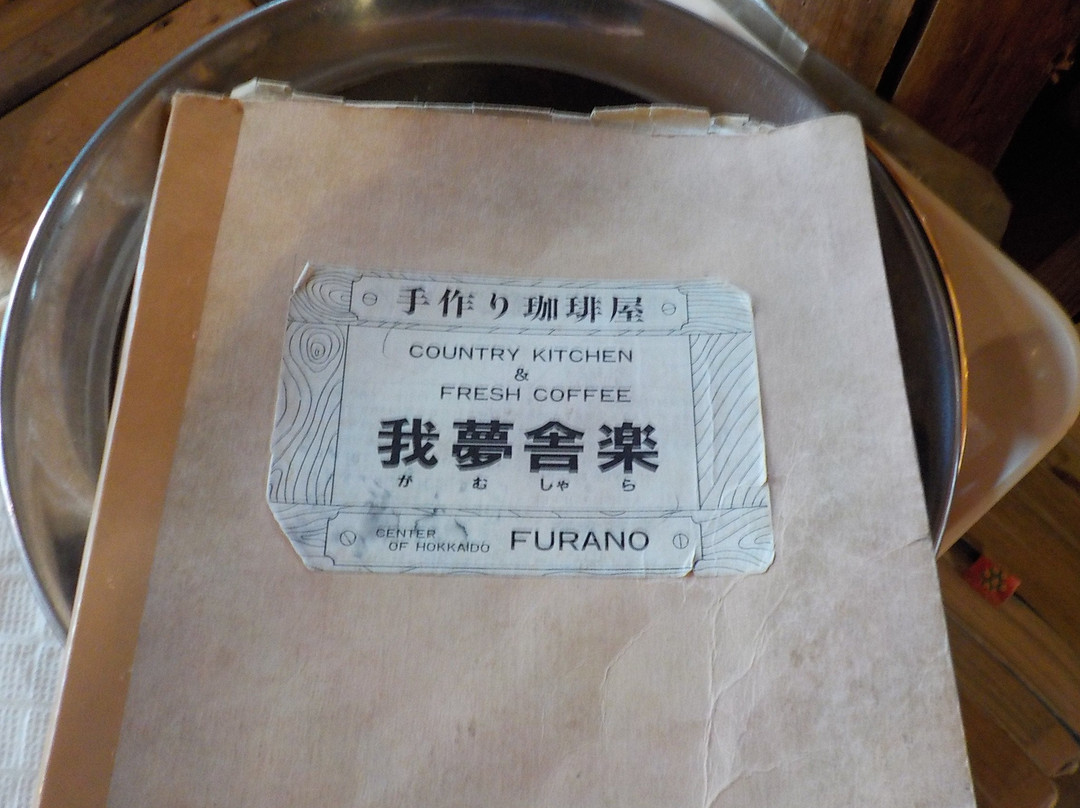 手作り珈琲屋
COUNTRY KITCHEN
&
FRESH COFFEE
我夢舎楽
がむしゃら
CENTER
OF HOKKAIDO
FURANO